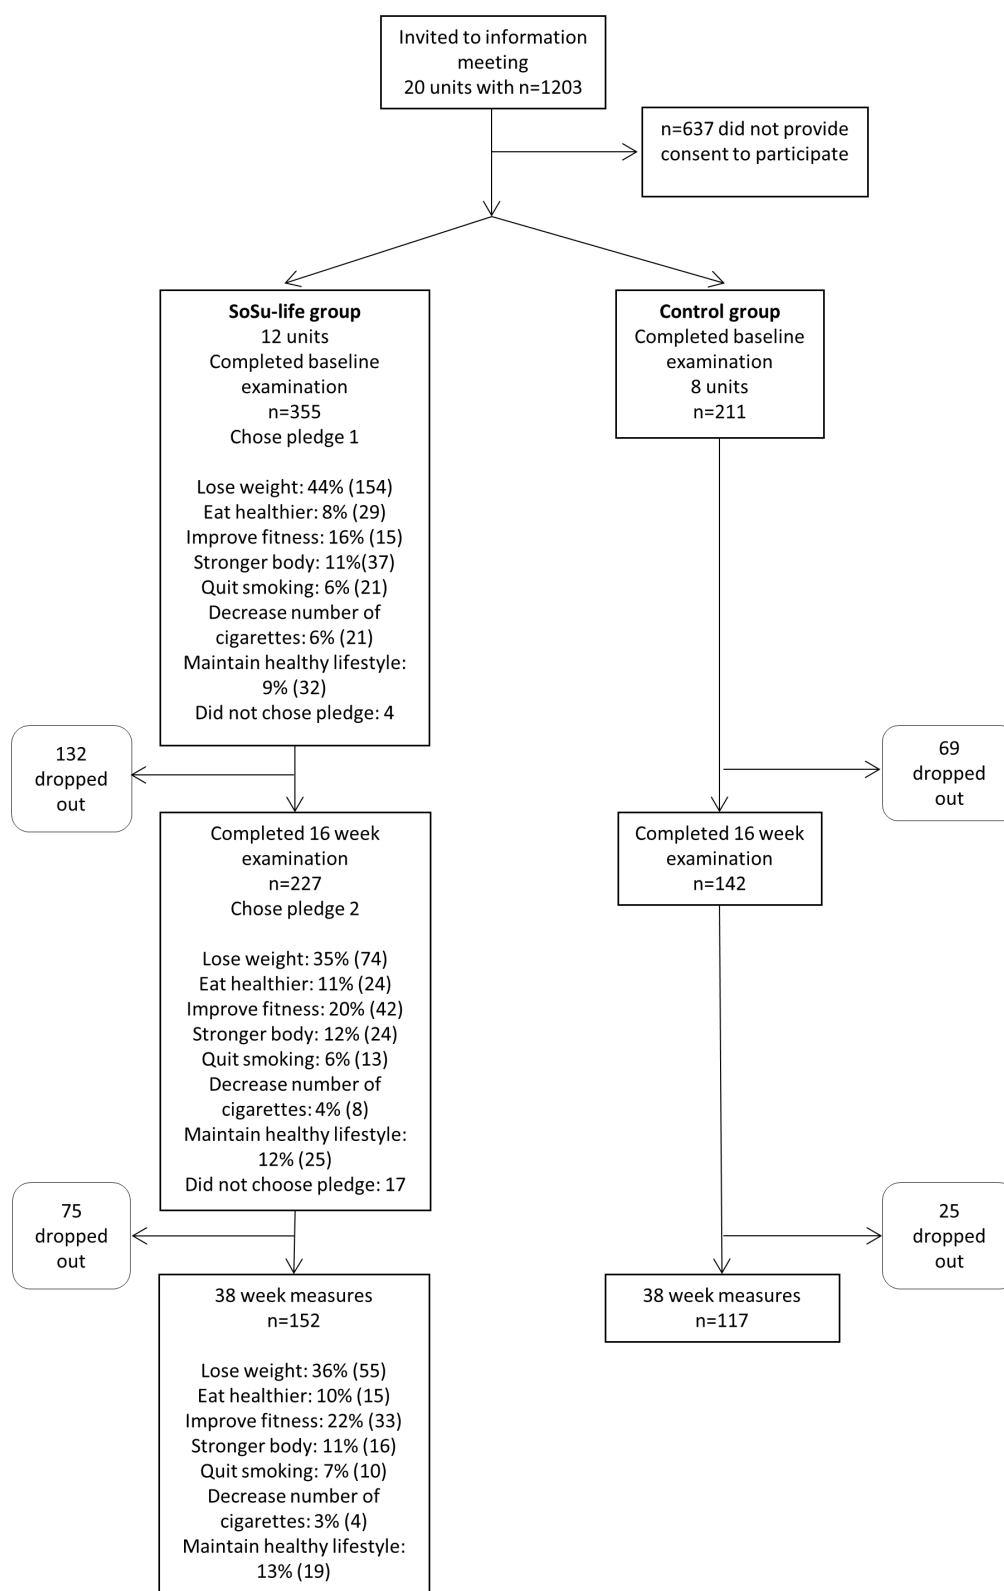 Invited to information
meeting
20 units with n=1203
n=637 did not provide
consent to participate
SoSu-life group
12 units
Completed baseline
examination
n=355
Chose pledge 1
Lose weight: 44% (154)
Eat healthier: 8% (29)
Improve fitness: 16% (15)
Stronger body: 11%(37)
Quit smoking: 6% (21)
Decrease number of
cigarettes: 6% (21)
Maintain healthy lifestyle:
9% (32)
Did not chose pledge: 4
Control group
Completed baseline
examination
8 units
n=211
132
dropped
out
69
dropped
out
Completed 16 week
examination
n=227
Chose pledge 2
Lose weight: 35% (74)
Eat healthier: 11% (24)
Improve fitness: 20% (42)
Stronger body: 12% (24)
Quit smoking: 6% (13)
Decrease number of
cigarettes: 4% (8)
Maintain healthy lifestyle:
12% (25)
Did not choose pledge: 17
Completed 16 week
examination
n=142
75
dropped
out
25
dropped
out
38 week measures
n=152
Lose weight: 36% (55)
Eat healthier: 10% (15)
Improve fitness: 22% (33)
Stronger body: 11% (16)
Quit smoking: 7% (10)
Decrease number of
cigarettes: 3% (4)
Maintain healthy lifestyle:
13% (19)
38 week measures
n=117